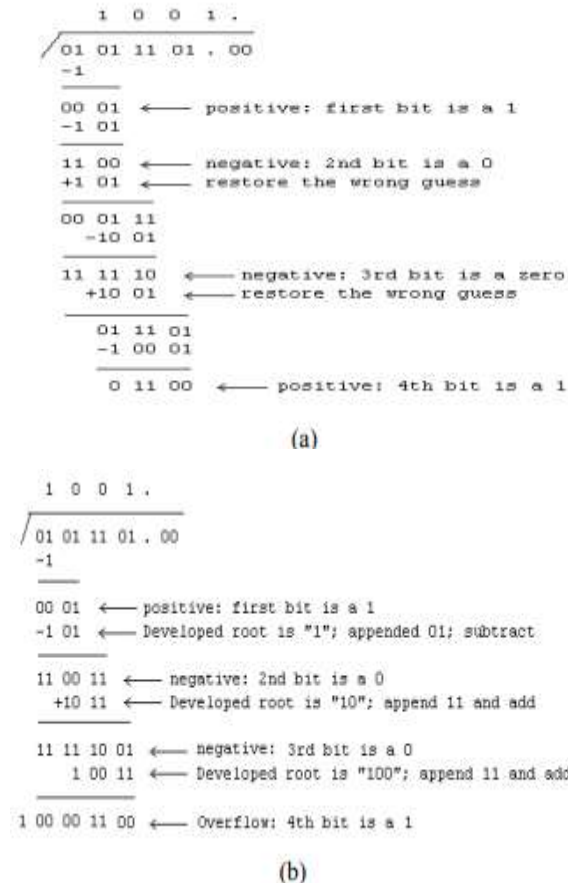 1 0 0 1 .
01 01 11 01 . 00
-1
00 01 ← positive: first bit is a 1
-1 01
11 00 ← negative: 2nd bit is a 0
+1 01 ← restore the wrong guess
00 01 11
-10 01
11 11 10 ← negative: 3rd bit is a zero
+10 01 ← restore the wrong guess
01 11 01
-1 00 01
0 11 00 ← positive: 4th bit is a 1
(a)
1 0 0 1 .
01 01 11 01 . 00
-1
00 01 ← positive: first bit is a 1
-1 01 ← Developed root is "1"; appended 01; subtract
11 00 11 ← negative: 2nd bit is a 0
+10 11 ← Developed root is "10"; append 11 and add
11 11 10 01 ← negative: 3rd bit is a 0
1 00 11 ← Developed root is "100"; append 11 and add
1 00 00 11 00 ← Overflow: 4th bit is a 1
(b)